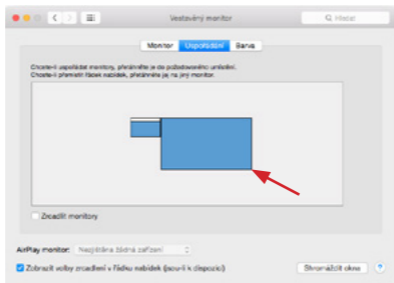 Vestavěný monitor
Hledat
Monitor Uspořádání Barva
Chcete-li uspořádat monitory, přetáhněte je do požadovaného umístění.
Chcete-li přemístit řádek nabídek, přetáhněte jej na jiný monitor.
Zrcadlit monitory
AirPlay monitor: Nezjištěna žádná zařízení
Zobrazit volby zrcadlení v řádku nabídek (jsou-li k dispozici)
Shromáždit okna ?